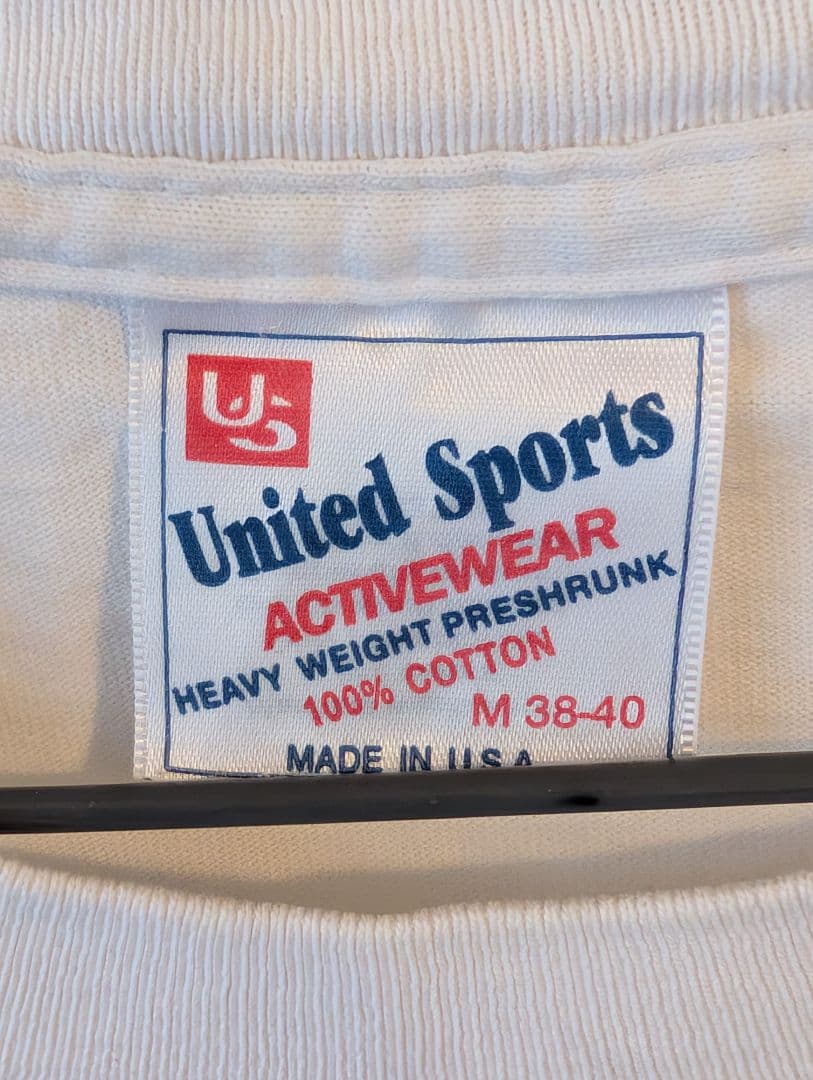 US
United Sports
ACTIVEWEAR
HEAVY WEIGHT PRESHRUNK
100% COTTON
M 38-40
MADE IN U.S.A